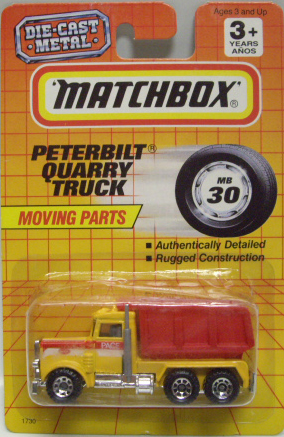 Ages 3 and Up
DIE-CAST
METAL
3+
YEARS
AÑOS
MATCHBOX®
PETERBILT®
QUARRY
TRUCK
MB
30
MOVING PARTS
■ Authentically Detailed
■ Rugged Construction
PACE
1730